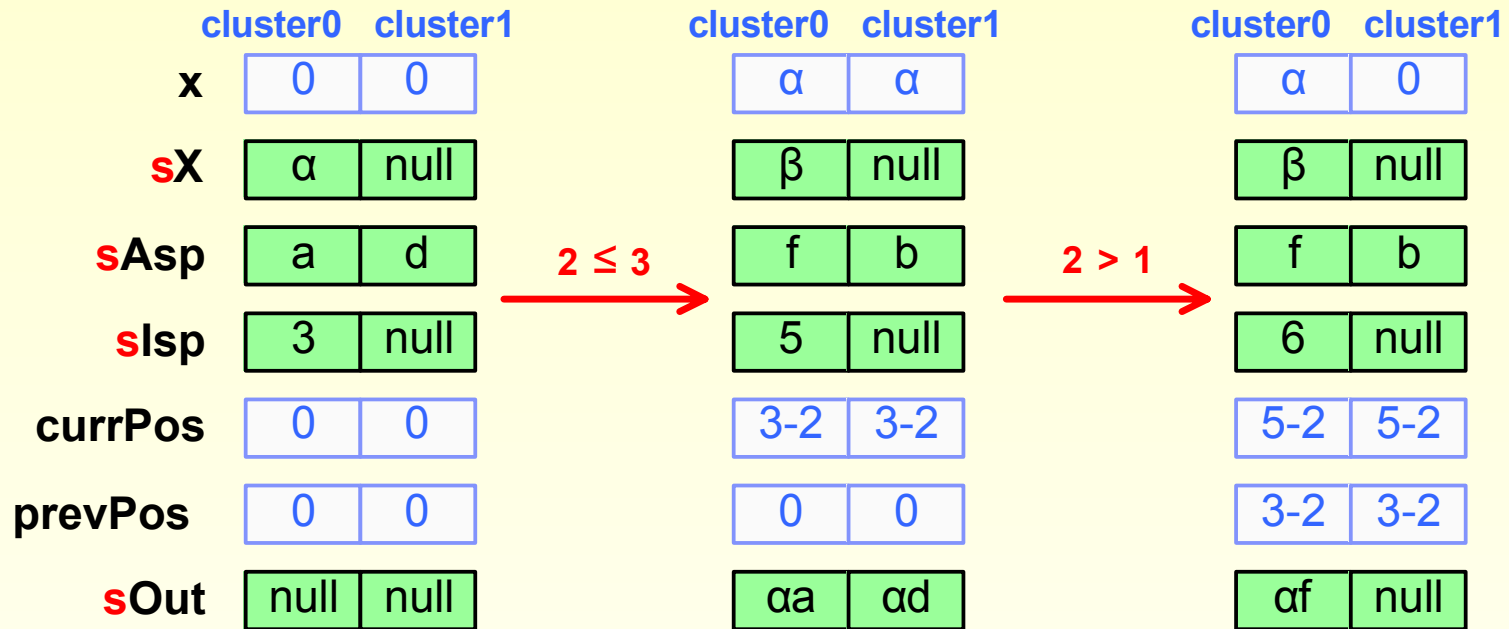 cluster0 cluster1 cluster0 cluster1 cluster0 cluster1
x 0 0 α α α 0
sX α null β null β null
sAsp a d 2 ≤ 3 f b 2 > 1 f b
sIsp 3 null 5 null 6 null
currPos 0 0 3-2 3-2 5-2 5-2
prevPos 0 0 0 0 3-2 3-2
sOut null null αa αd αf null